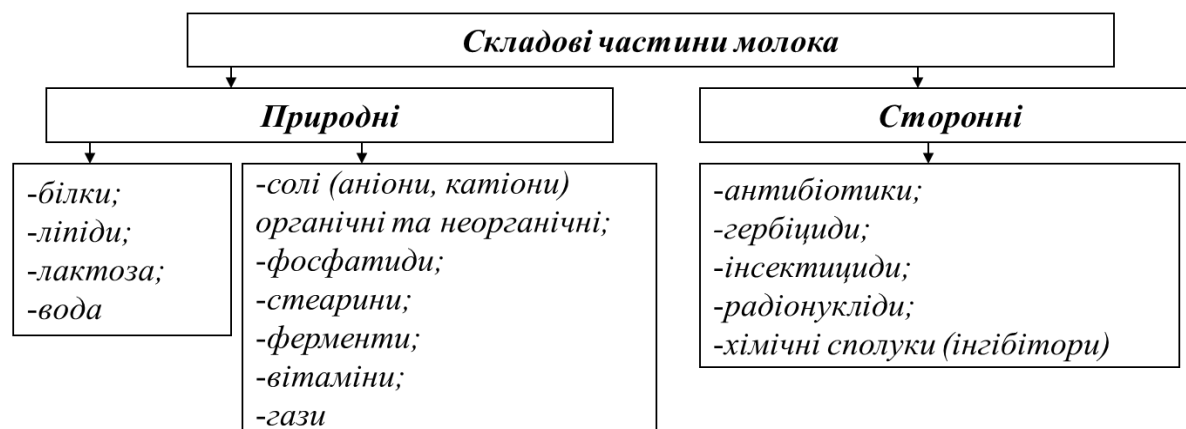 Складові частини молока
Природні
Сторонні
-білки;
-ліпіди;
-лактоза;
-вода
-солі (аніони, катіони)
органічні та неорганічні;
-фосфатиди;
-стеарини;
-ферменти;
-вітаміни;
-гази
-антибіотики;
-гербіциди;
-інсектициди;
-радіонукліди;
-хімічні сполуки (інгібітори)